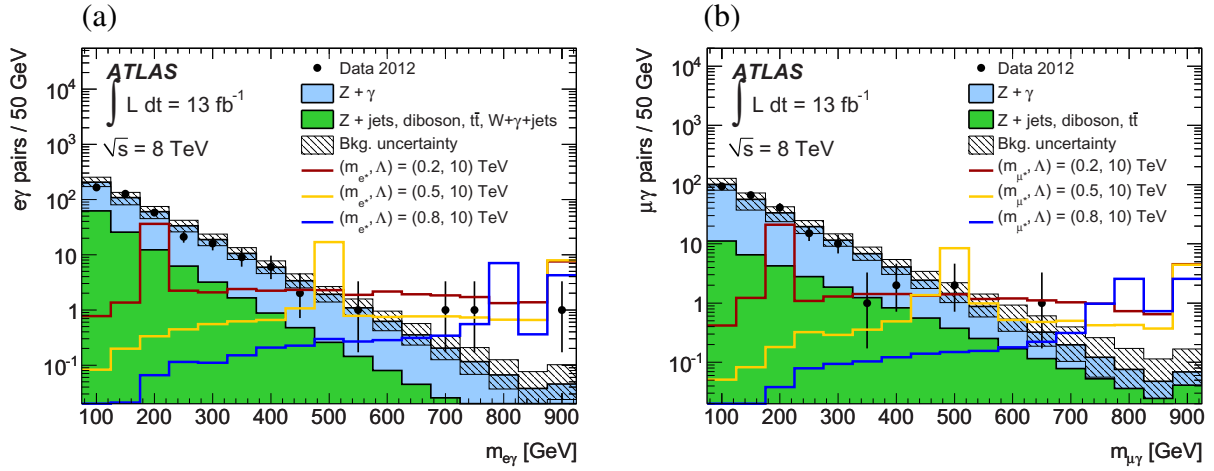 (a)
eγ pairs / 50 GeV
10⁴
10³
10²
10
1
10⁻¹
ATLAS
∫ L dt = 13 fb⁻¹
√s = 8 TeV
Data 2012
Z + γ
Z + jets, diboson, tt̄, W+γ+jets
Bkg. uncertainty
(m_e*, Λ) = (0.2, 10) TeV
(m_e*, Λ) = (0.5, 10) TeV
(m_e*, Λ) = (0.8, 10) TeV
100 200 300 400 500 600 700 800 900
m_eγ [GeV]
(b)
μγ pairs / 50 GeV
10⁴
10³
10²
10
1
10⁻¹
ATLAS
∫ L dt = 13 fb⁻¹
√s = 8 TeV
Data 2012
Z + γ
Z + jets, diboson, tt̄
Bkg. uncertainty
(m_μ*, Λ) = (0.2, 10) TeV
(m_μ*, Λ) = (0.5, 10) TeV
(m_μ*, Λ) = (0.8, 10) TeV
100 200 300 400 500 600 700 800 900
m_μγ [GeV]